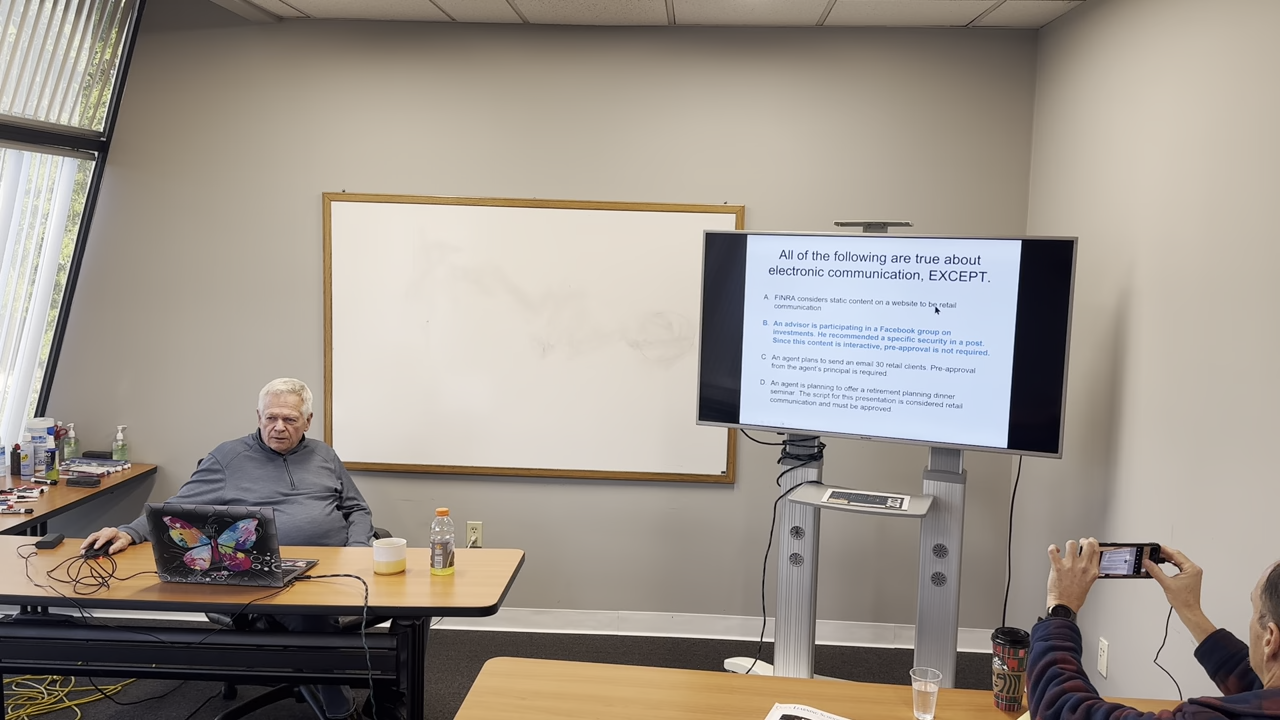 All of the following are true about
electronic communication, EXCEPT.
A. FINRA considers static content on a website to be retail
communication
B. An advisor is participating in a Facebook group on
investments. He recommended a specific security in a post.
Since this content is interactive, pre-approval is not required.
C An agent plans to send an email 30 retail clients. Pre-approval
from the agent's principal is required
D. An agent is planning to offer a retirement planning dinner
seminar. The script for this presentation is considered retail
communication and must be approved